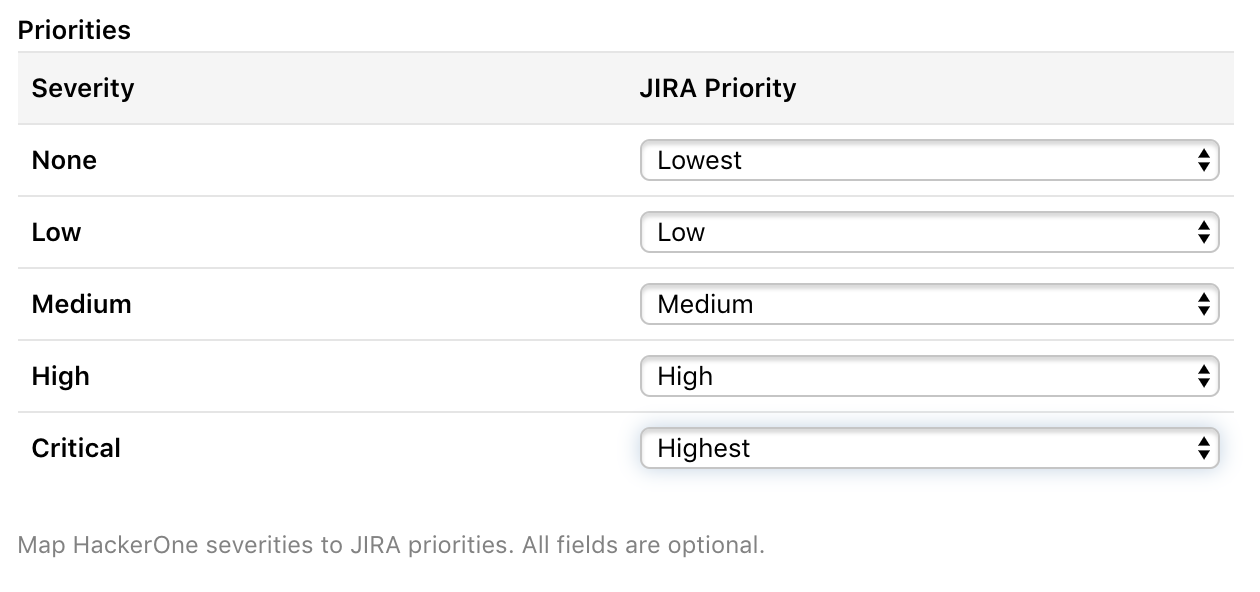 Priorities
Severity JIRA Priority
None Lowest
Low Low
Medium Medium
High High
Critical Highest
Map HackerOne severities to JIRA priorities. All fields are optional.